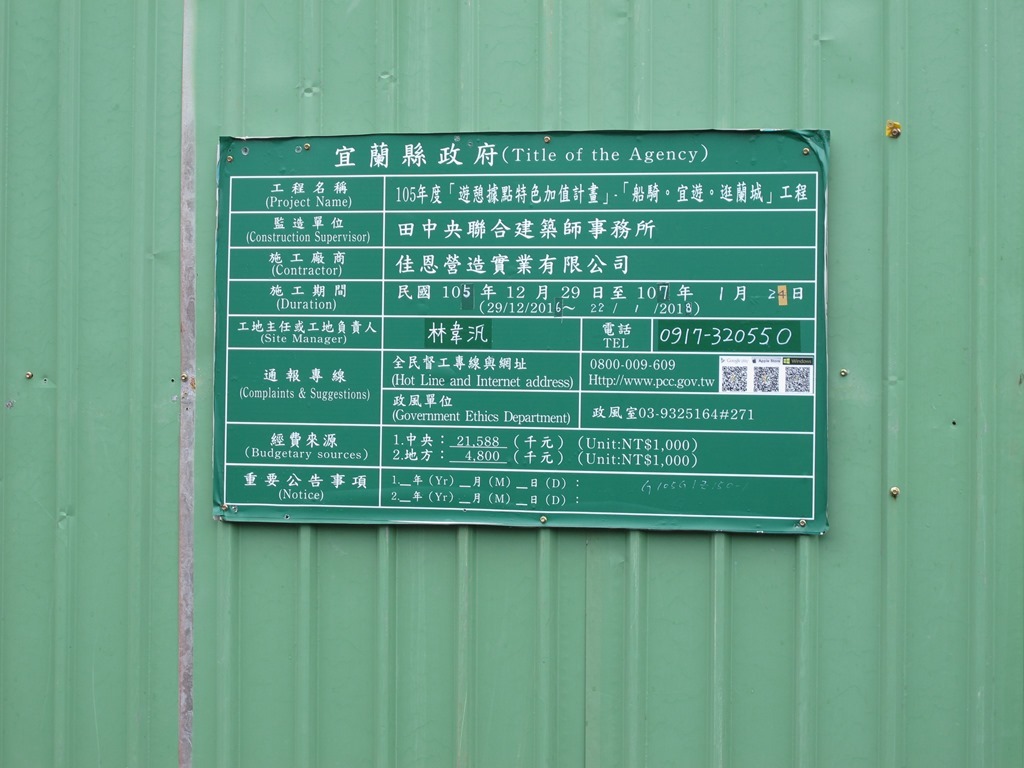 宜蘭縣政府(Title of the Agency)
工程名稱
(Project Name)
105年度「遊憩據點特色加值計畫」-「船騎。宜遊。逛蘭城」工程
監造單位
(Construction Supervisor)
田中央聯合建築師事務所
施工廠商
(Contractor)
佳恩營造實業有限公司
施工期間
(Duration)
民國 105 年 12 月 29 日至 107 年 1 月 24 日
(29/12/2016～ 22 / 1 /2018)
工地主任或工地負責人
(Site Manager)
林韋汎
電話
TEL
0917-320550
通報專線
(Complaints & Suggestions)
全民督工專線與網址
(Hot Line and Internet address)
0800-009-609
Http://www.pcc.gov.tw
政風單位
(Government Ethics Department)
政風室03-9325164#271
經費來源
(Budgetary sources)
1.中央：21,588（千元）(Unit:NT$1,000)
2.地方：4,800（千元）(Unit:NT$1,000)
重要公告事項
(Notice)
1.__年 (Yr) __月 (M) __日 (D)：
2.__年 (Yr) __月 (M) __日 (D)：